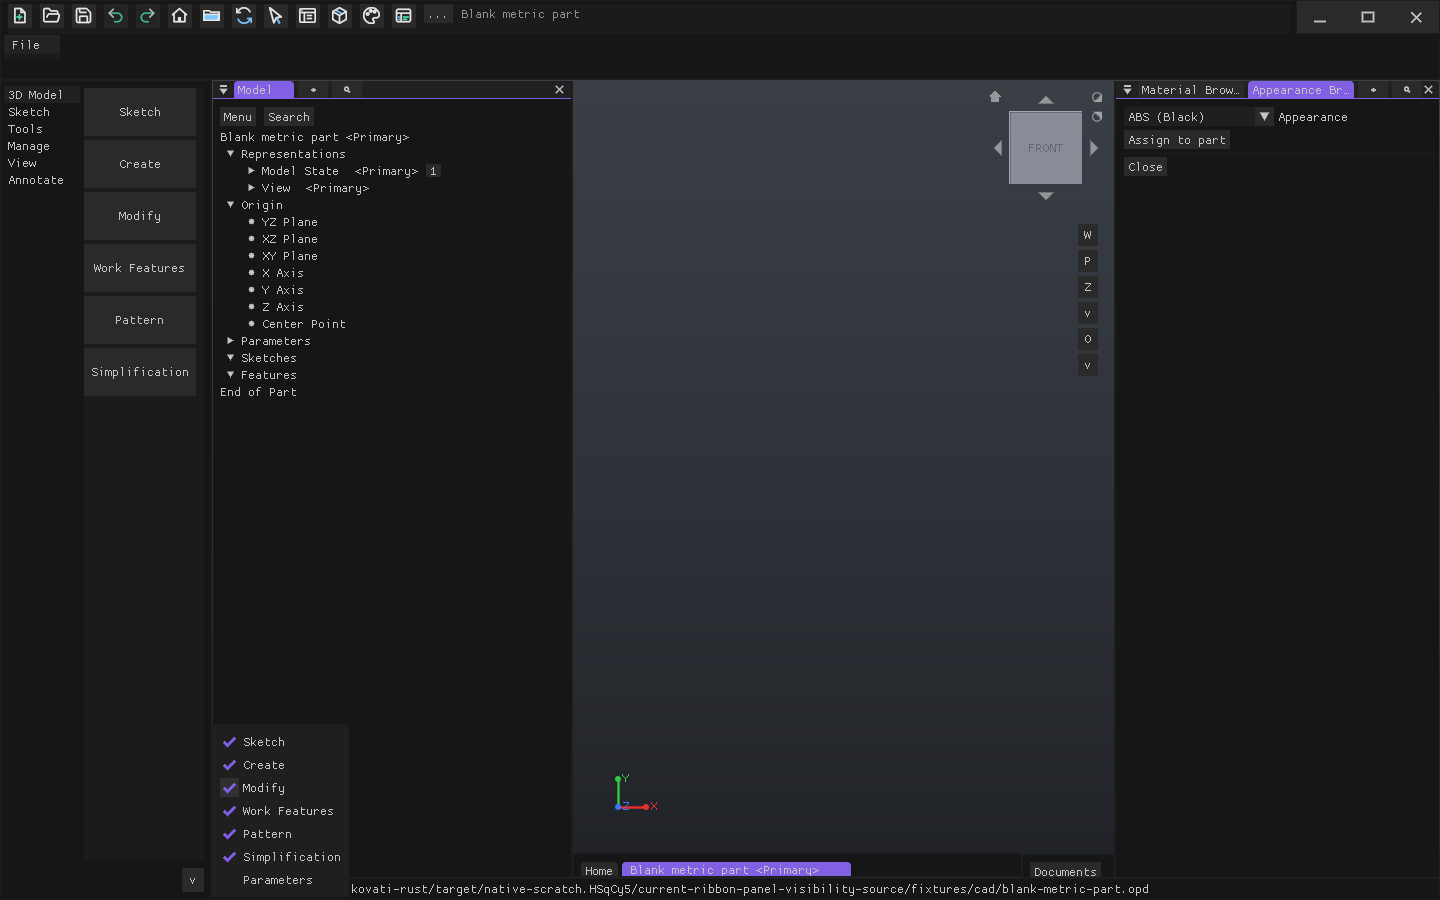 ... Blank metric part
File
3D Model
Sketch
Tools
Manage
View
Annotate
Sketch
Create
Modify
Work Features
Pattern
Simplification
Model
Menu Search
Blank metric part <Primary>
Representations
Model State <Primary> 1
View <Primary>
Origin
YZ Plane
XZ Plane
XY Plane
X Axis
Y Axis
Z Axis
Center Point
Parameters
Sketches
Features
End of Part
FRONT
W
P
Z
v
O
v
Y
Z X
Material Brow… Appearance Br…
ABS (Black) Appearance
Assign to part
Close
Sketch
Create
Modify
Work Features
Pattern
Simplification
Parameters
v
Home Blank metric part <Primary> Documents
kovati-rust/target/native-scratch.HSqCy5/current-ribbon-panel-visibility-source/fixtures/cad/blank-metric-part.opd